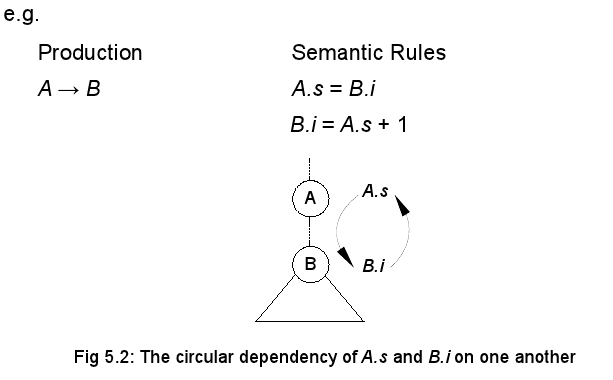 e.g.
Production Semantic Rules
A → B A.s = B.i
B.i = A.s + 1
A A.s
B B.i
Fig 5.2: The circular dependency of A.s and B.i on one another